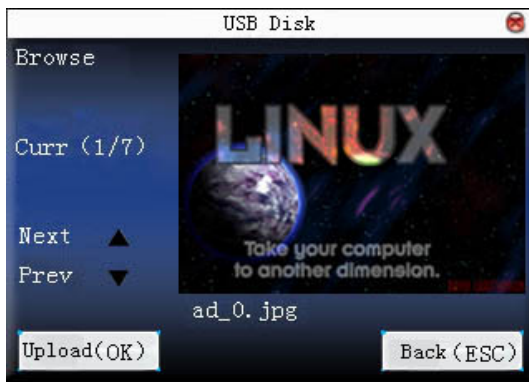 USB Disk
Browse
Curr (1/7)
Next
Prev
LINUX
Take your computer
to another dimension.
ad_0.jpg
Upload(OK)
Back(ESC)